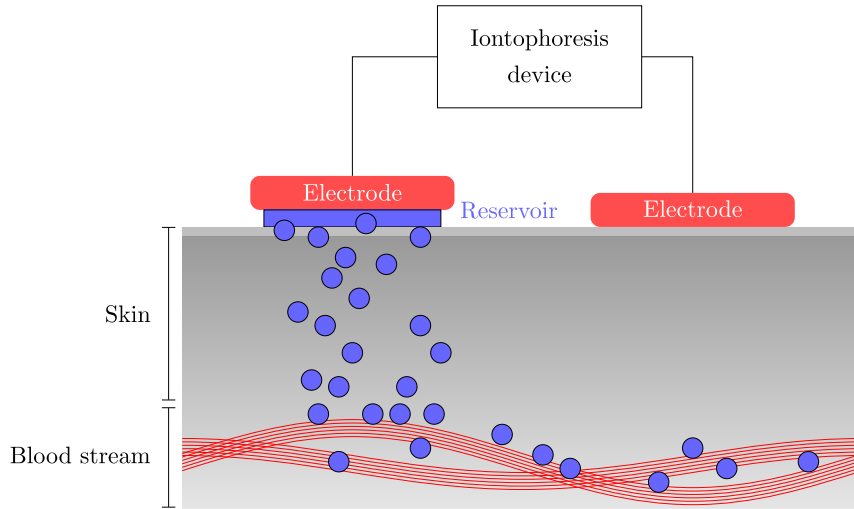 Iontophoresis
device
Electrode
Reservoir
Electrode
Skin
Blood stream